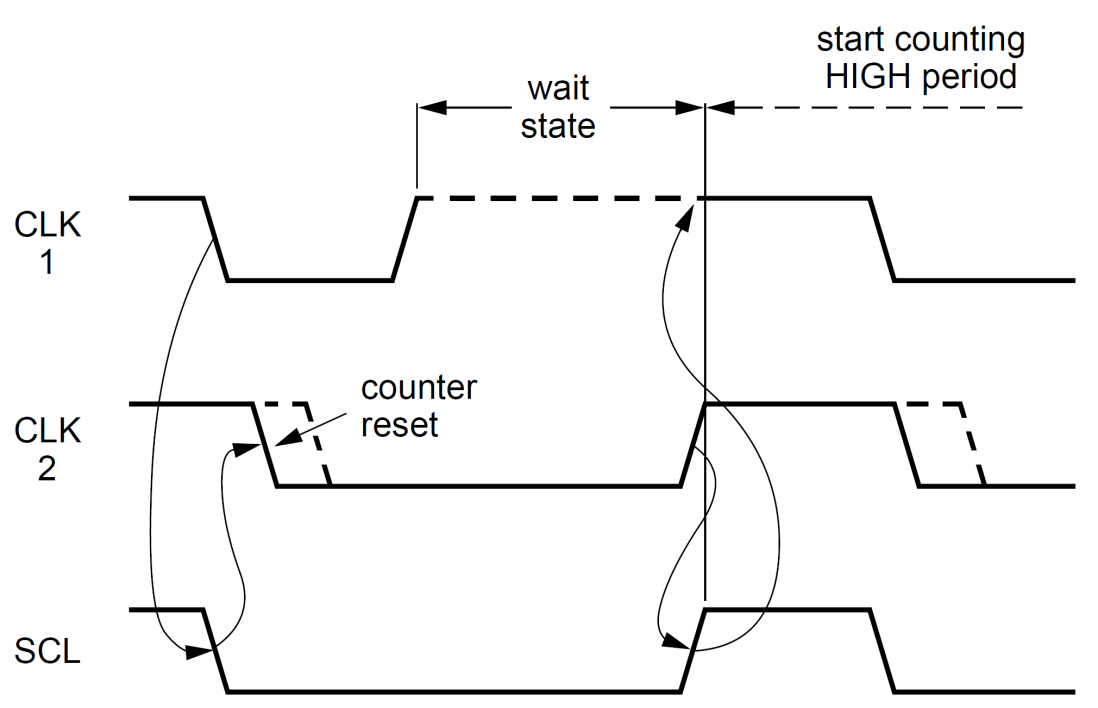 start counting
HIGH period
wait
state
CLK
1
counter
reset
CLK
2
SCL